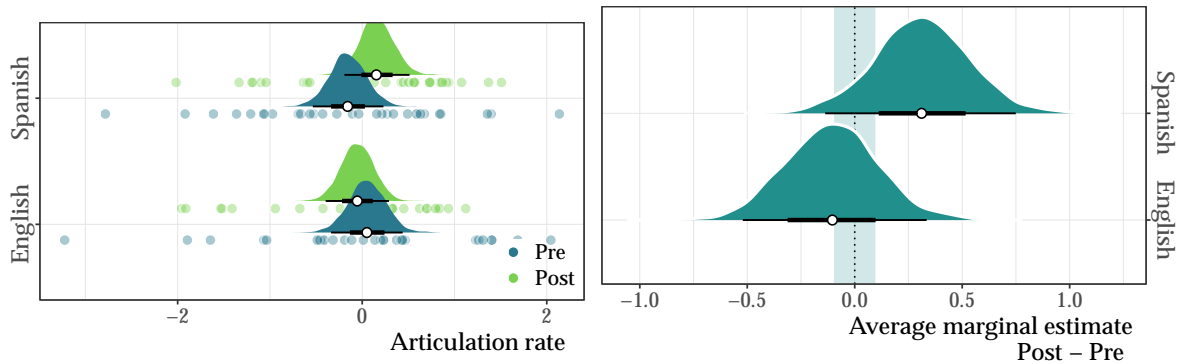 Spanish
English
Pre
Post
−2
0
2
Articulation rate
Spanish
English
−1.0
−0.5
0.0
0.5
1.0
Average marginal estimate
Post – Pre